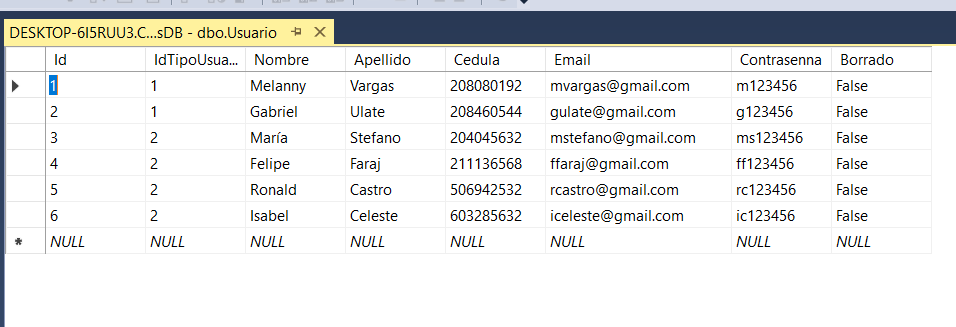 DESKTOP-6I5RUU3.C...sDB - dbo.Usuario
Id IdTipoUsua... Nombre Apellido Cedula Email Contrasenna Borrado
1 1 Melanny Vargas 208080192 mvargas@gmail.com m123456 False
2 1 Gabriel Ulate 208460544 gulate@gmail.com g123456 False
3 2 María Stefano 204045632 mstefano@gmail.com ms123456 False
4 2 Felipe Faraj 211136568 ffaraj@gmail.com ff123456 False
5 2 Ronald Castro 506942532 rcastro@gmail.com rc123456 False
6 2 Isabel Celeste 603285632 iceleste@gmail.com ic123456 False
* NULL NULL NULL NULL NULL NULL NULL NULL